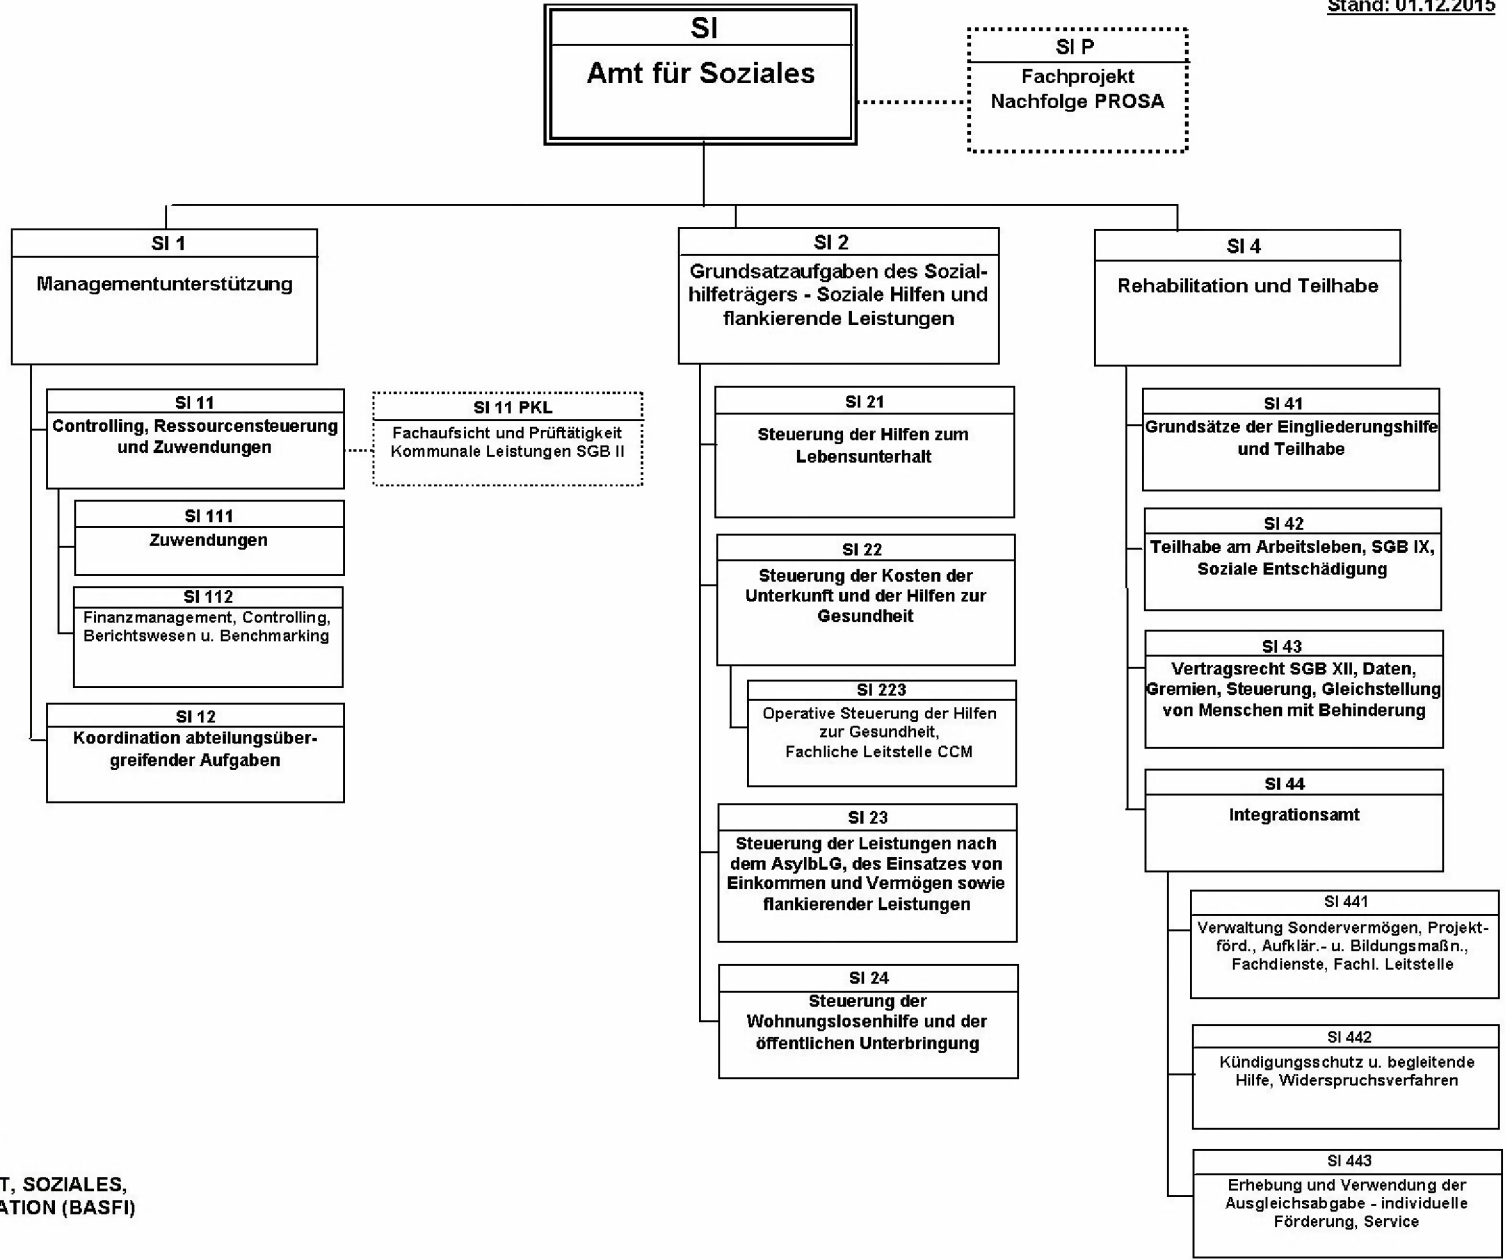 Stand: 01.12.2015
SI
Amt für Soziales
SI P
Fachprojekt
Nachfolge PROSA
SI 1
Managementunterstützung
SI 11
Controlling, Ressourcensteuerung
und Zuwendungen
SI 11 PKL
Fachaufsicht und Prüftätigkeit
Kommunale Leistungen SGB II
SI 111
Zuwendungen
SI 112
Finanzmanagement, Controlling,
Berichtswesen u. Benchmarking
SI 12
Koordination abteilungsüber-
greifender Aufgaben
SI 2
Grundsatzaufgaben des Sozial-
hilfeträgers - Soziale Hilfen und
flankierende Leistungen
SI 21
Steuerung der Hilfen zum
Lebensunterhalt
SI 22
Steuerung der Kosten der
Unterkunft und der Hilfen zur
Gesundheit
SI 223
Operative Steuerung der Hilfen
zur Gesundheit,
Fachliche Leitstelle CCM
SI 23
Steuerung der Leistungen nach
dem AsylbLG, des Einsatzes von
Einkommen und Vermögen sowie
flankierender Leistungen
SI 24
Steuerung der
Wohnungslosenhilfe und der
öffentlichen Unterbringung
SI 4
Rehabilitation und Teilhabe
SI 41
Grundsätze der Eingliederungshilfe
und Teilhabe
SI 42
Teilhabe am Arbeitsleben, SGB IX,
Soziale Entschädigung
SI 43
Vertragsrecht SGB XII, Daten,
Gremien, Steuerung, Gleichstellung
von Menschen mit Behinderung
SI 44
Integrationsamt
SI 441
Verwaltung Sondervermögen, Projekt-
förd., Aufklär.- u. Bildungsmaßn.,
Fachdienste, Fachl. Leitstelle
SI 442
Kündigungsschutz u. begleitende
Hilfe, Widerspruchsverfahren
SI 443
Erhebung und Verwendung der
Ausgleichsabgabe - individuelle
Förderung, Service
T, SOZIALES,
ATION (BASFI)